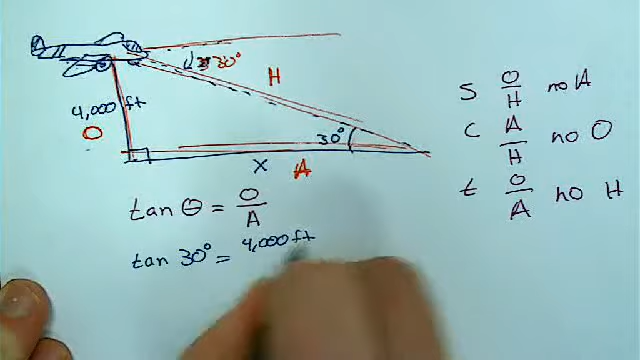 30°
H
4,000 ft
O
30°
x A
tan θ = O/A
tan 30° = 4,000 ft
S O/H no A
C A/H no O
t O/A no H